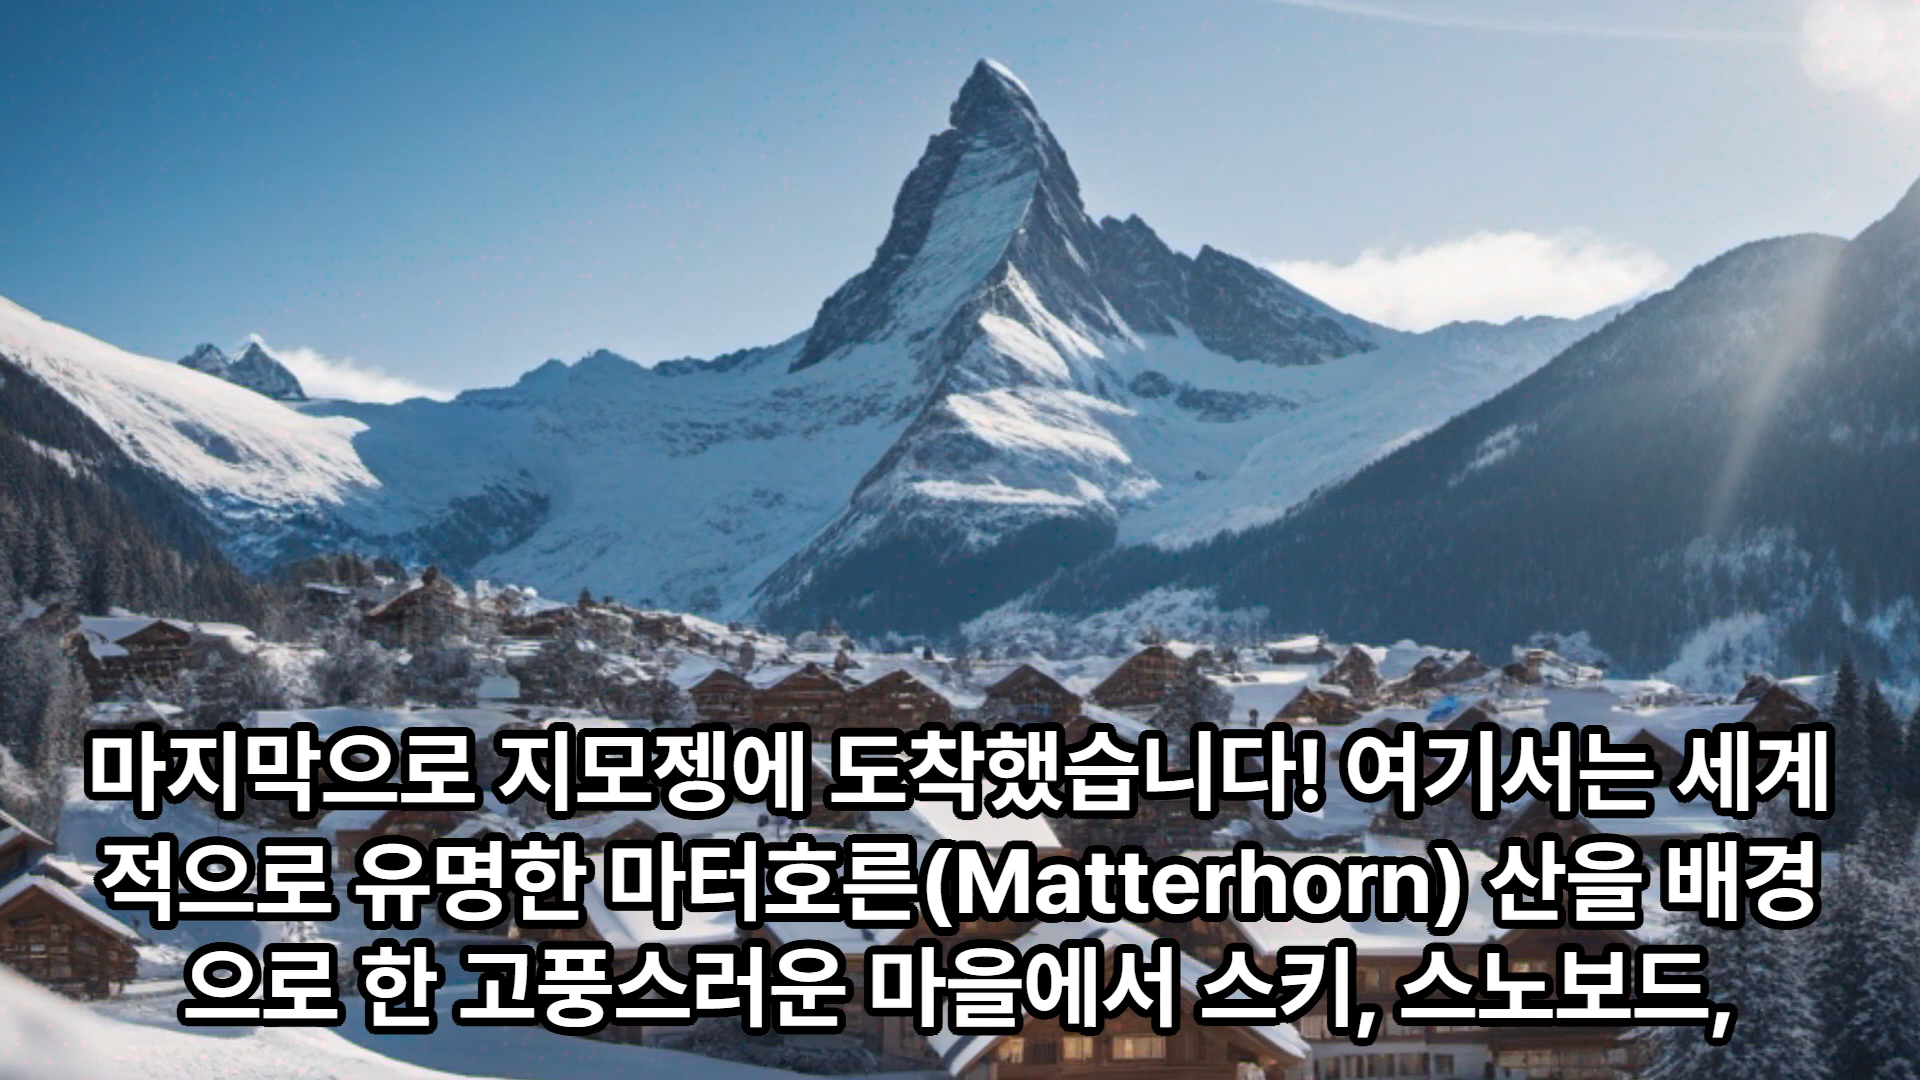 마지막으로 지모젱에 도착했습니다! 여기서는 세계
적으로 유명한 마터호른(Matterhorn) 산을 배경
으로 한 고풍스러운 마을에서 스키, 스노보드,